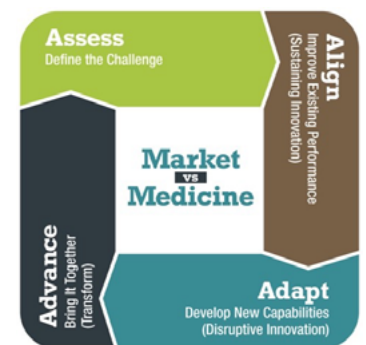 Assess
Define the Challenge
Align
Improve Existing Performance
(Sustaining Innovation)
Market
vs
Medicine
Adapt
Develop New Capabilities
(Disruptive Innovation)
Advance
Bring It Together
(Transform)